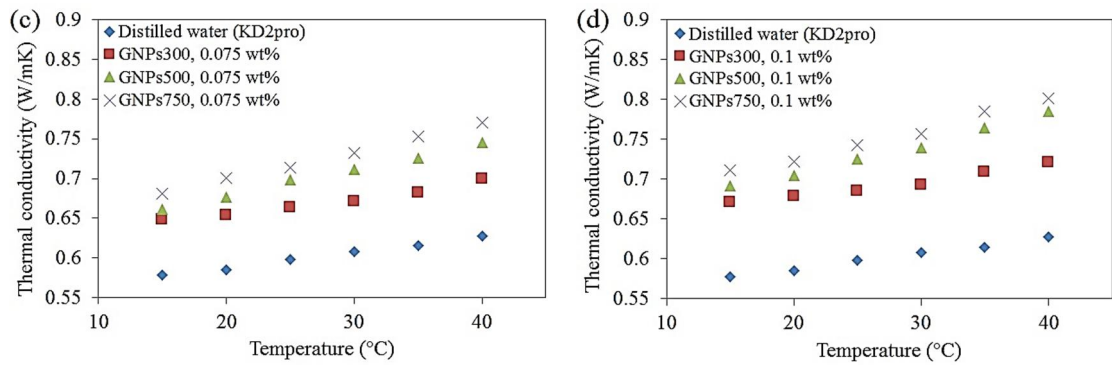 (c)
0.9
0.85
0.8
0.75
0.7
0.65
0.6
0.55
Thermal conductivity (W/mK)
Distilled water (KD2pro)
GNPs300, 0.075 wt%
GNPs500, 0.075 wt%
GNPs750, 0.075 wt%
10 20 30 40
Temperature (°C)
(d)
0.9
0.85
0.8
0.75
0.7
0.65
0.6
0.55
Thermal conductivity (W/mK)
Distilled water (KD2pro)
GNPs300, 0.1 wt%
GNPs500, 0.1 wt%
GNPs750, 0.1 wt%
10 20 30 40
Temperature (°C)